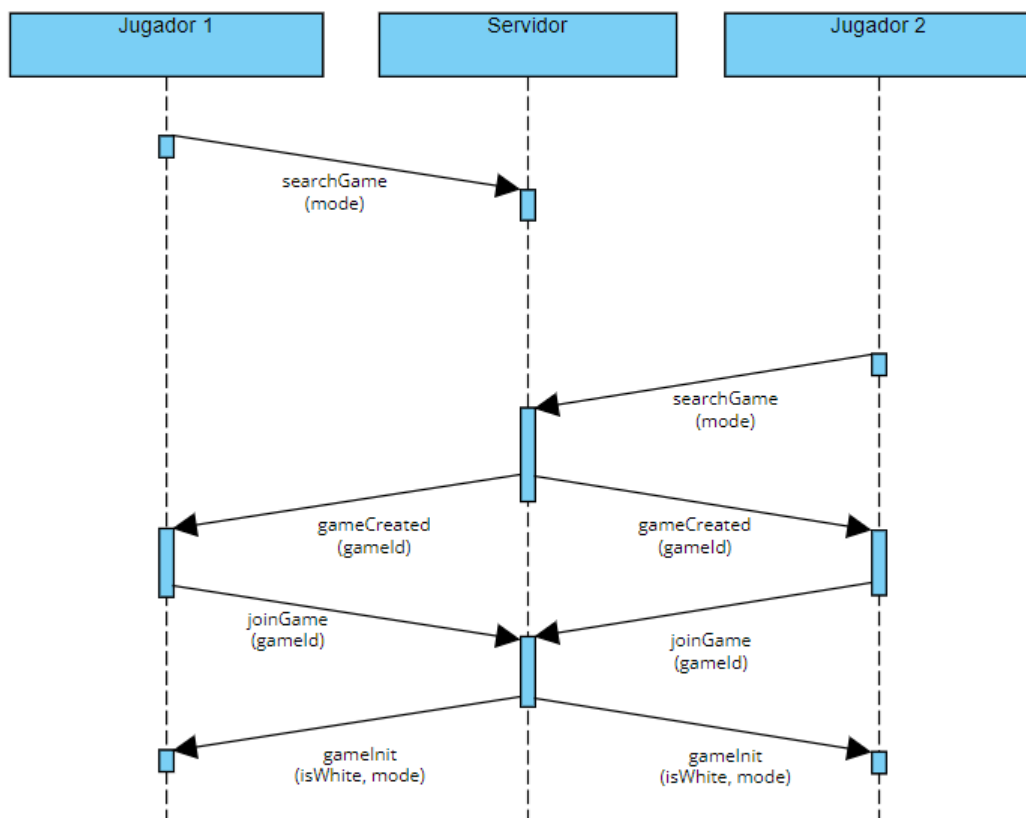 Jugador 1
Servidor
Jugador 2
searchGame
(mode)
searchGame
(mode)
gameCreated
(gameId)
gameCreated
(gameId)
joinGame
(gameId)
joinGame
(gameId)
gameInit
(isWhite, mode)
gameInit
(isWhite, mode)